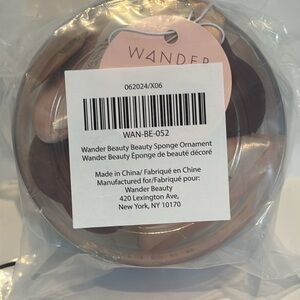 WANDER
062024/X06
WAN-BE-052
Wander Beauty Beauty Sponge Ornament
Wander Beauty Éponge de beauté décoré
Made in China/ Fabriqué en Chine
Manufactured for/Fabriqué pour:
Wander Beauty
420 Lexington Ave,
New York, NY 10170